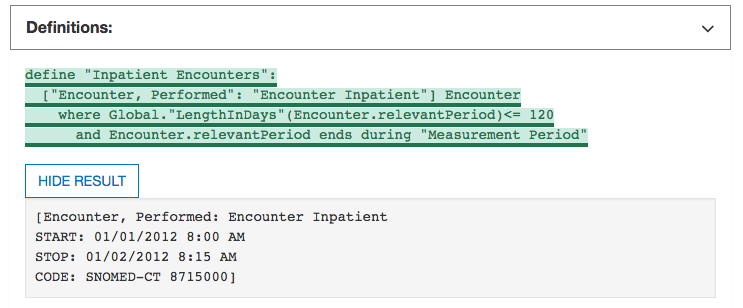 Definitions:
define "Inpatient Encounters":
["Encounter, Performed": "Encounter Inpatient"] Encounter
where Global."LengthInDays"(Encounter.relevantPeriod)<= 120
and Encounter.relevantPeriod ends during "Measurement Period"
HIDE RESULT
[Encounter, Performed: Encounter Inpatient
START: 01/01/2012 8:00 AM
STOP: 01/02/2012 8:15 AM
CODE: SNOMED-CT 8715000]